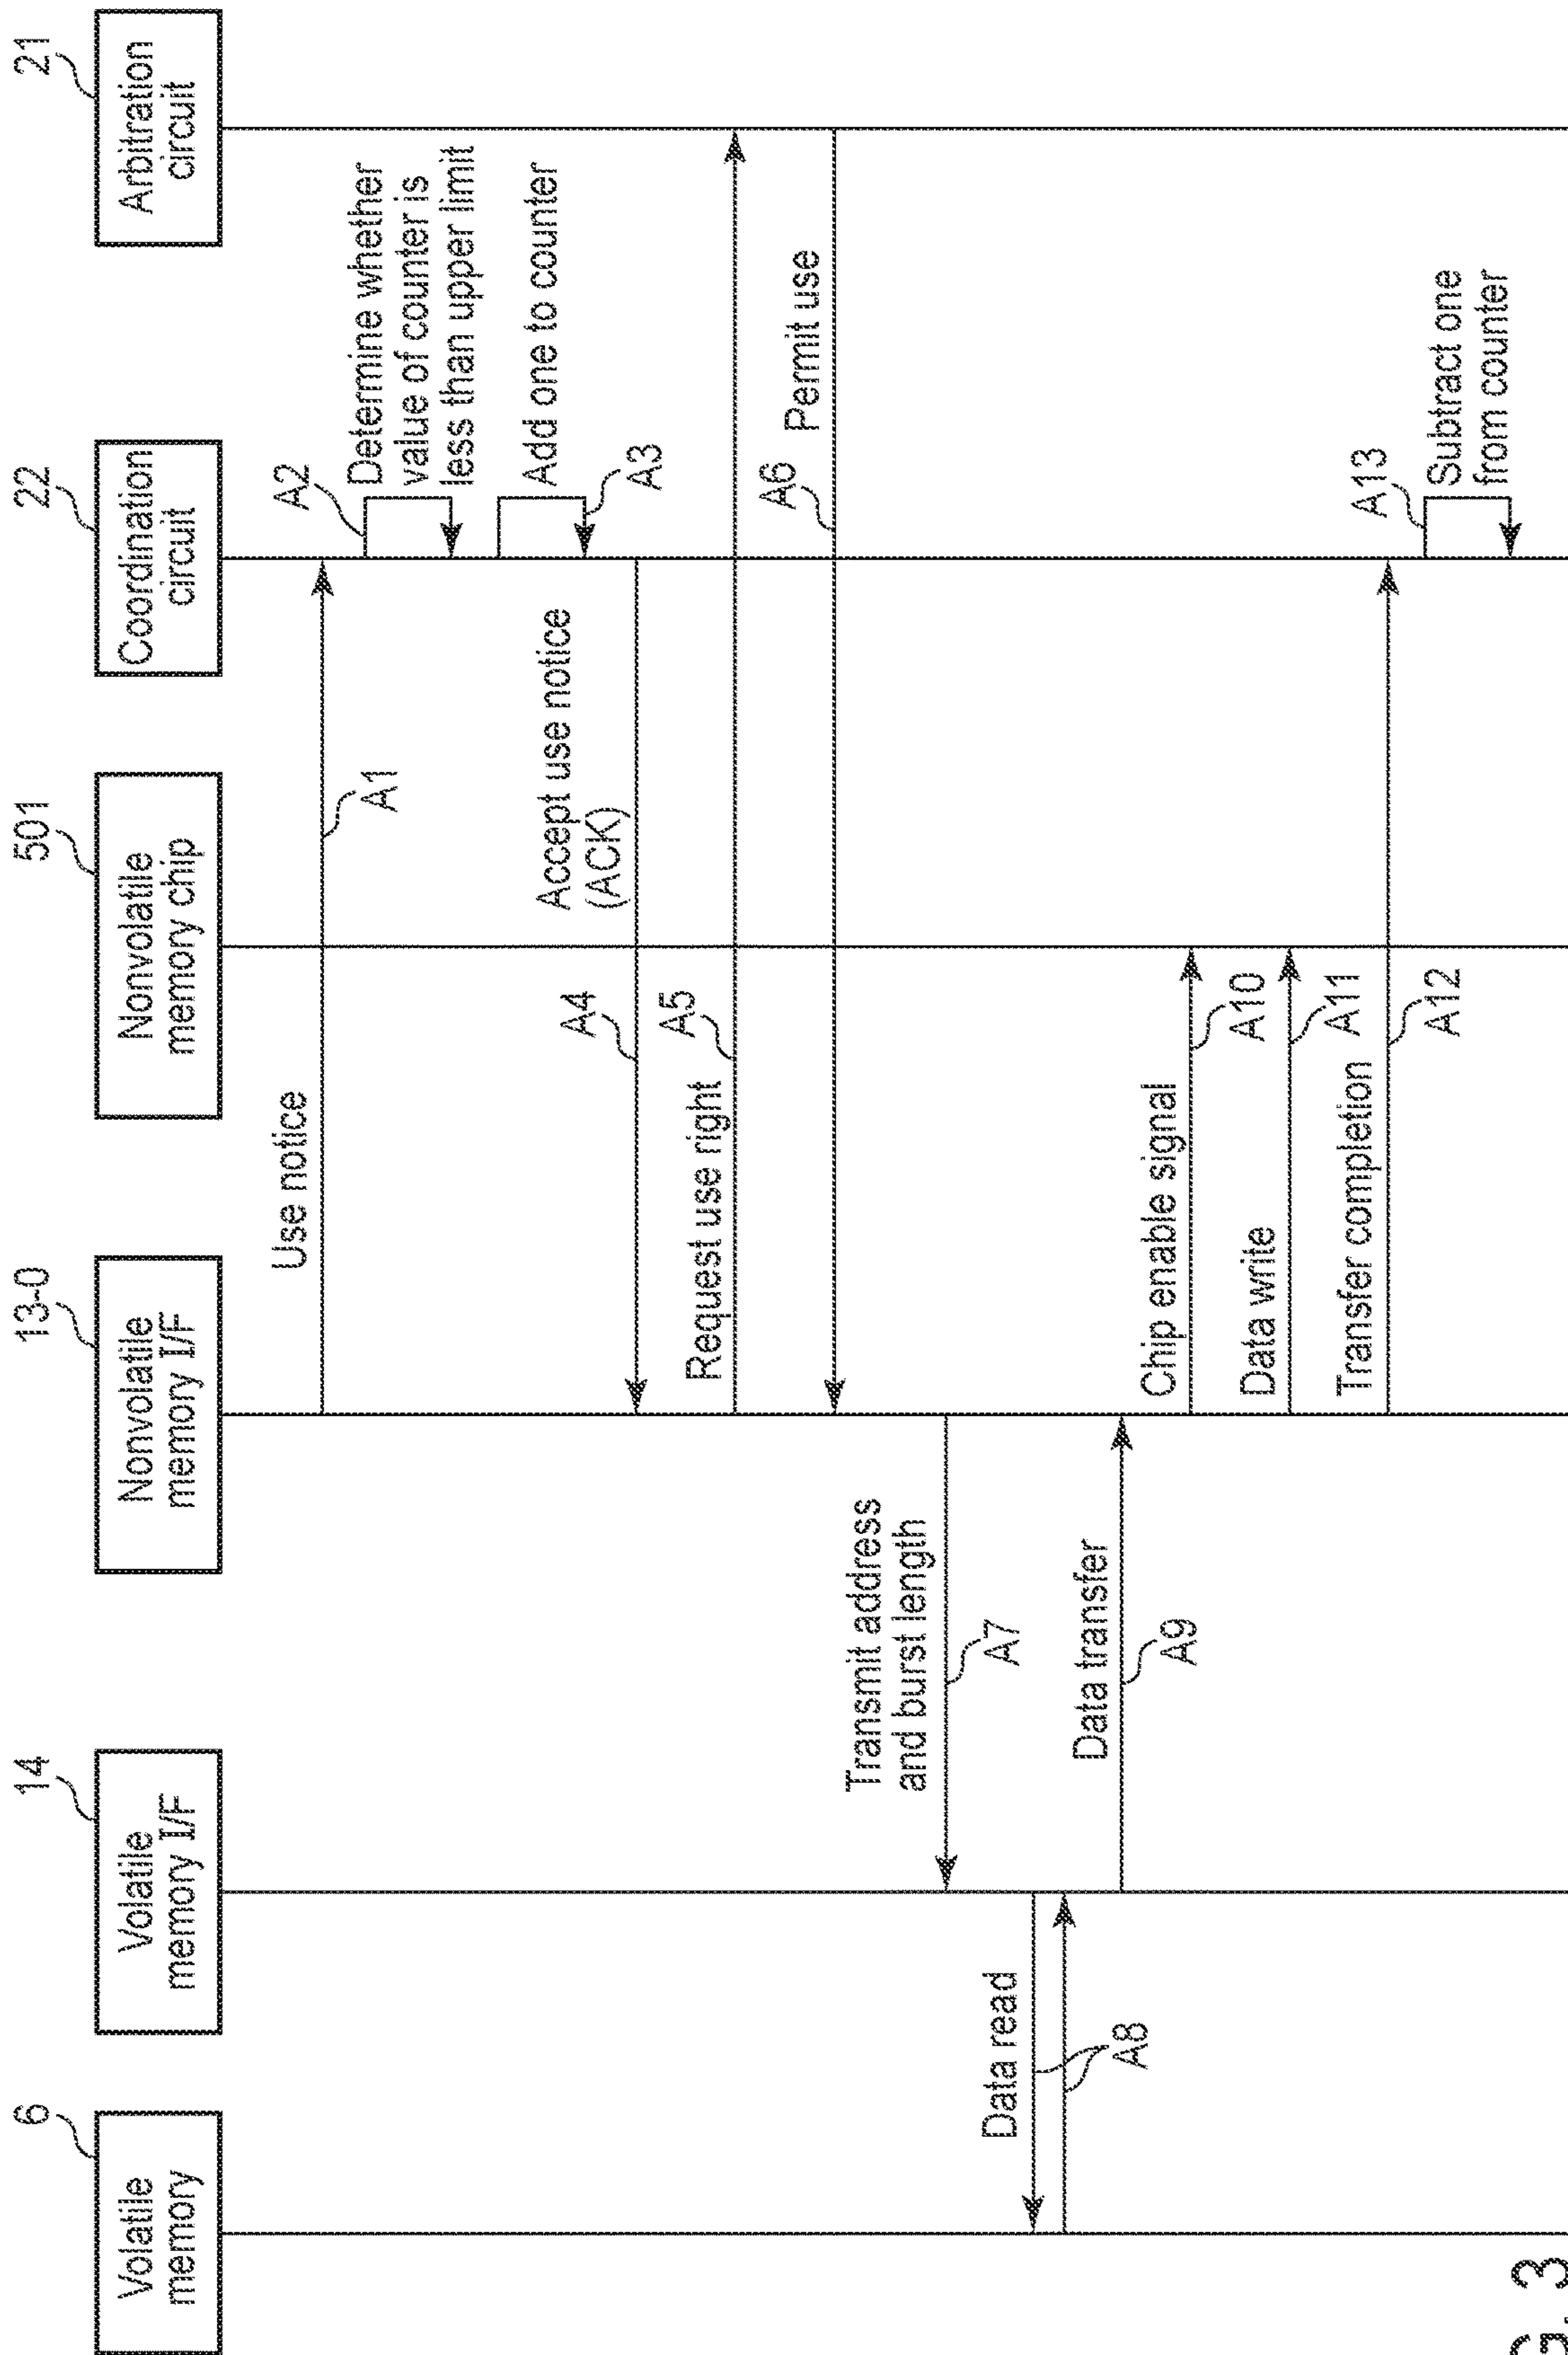 6
Volatile
memory
14
Volatile
memory I/F
13-0
Nonvolatile
memory I/F
501
Nonvolatile
memory chip
22
Coordination
circuit
21
Arbitration
circuit
Use notice
A1
A2
Determine whether
value of counter is
less than upper limit
Add one to counter
A3
Accept use notice
(ACK)
A4
Request use right
A5
A6
Permit use
Transmit address
and burst length
A7
Data read
A8
Data transfer
A9
Chip enable signal
A10
Data write
A11
Transfer completion
A12
A13
Subtract one
from counter
G. 3